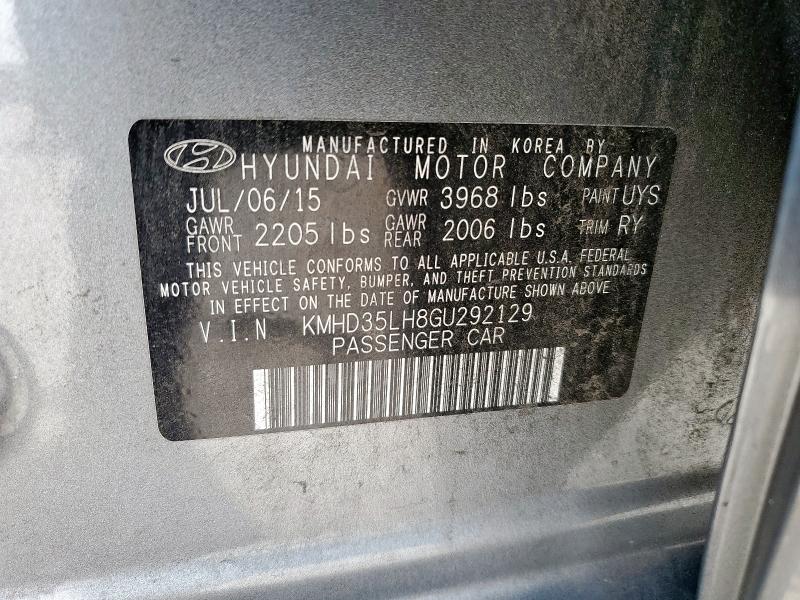 MANUFACTURED IN KOREA BY
HYUNDAI MOTOR COMPANY
JUL/06/15 GVWR 3968 lbs PAINT UYS
GAWR FRONT 2205 lbs GAWR REAR 2006 lbs TRIM RY
THIS VEHICLE CONFORMS TO ALL APPLICABLE U.S.A. FEDERAL
MOTOR VEHICLE SAFETY, BUMPER, AND THEFT PREVENTION STANDARDS
IN EFFECT ON THE DATE OF MANUFACTURE SHOWN ABOVE
V.I.N KMHD35LH8GU292129
PASSENGER CAR